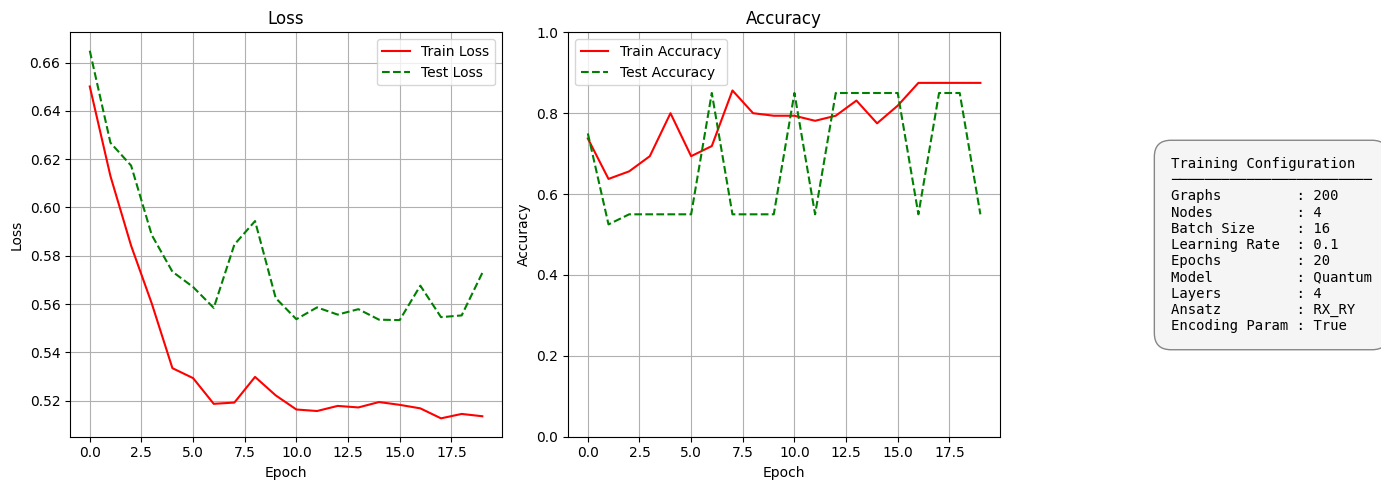 Loss
Train Loss
Test Loss
0.66
0.64
0.62
0.60
0.58
0.56
0.54
0.52
Loss
0.0 2.5 5.0 7.5 10.0 12.5 15.0 17.5
Epoch
Accuracy
Train Accuracy
Test Accuracy
1.0
0.8
0.6
0.4
0.2
0.0
Accuracy
0.0 2.5 5.0 7.5 10.0 12.5 15.0 17.5
Epoch
Training Configuration
Graphs : 200
Nodes : 4
Batch Size : 16
Learning Rate : 0.1
Epochs : 20
Model : Quantum
Layers : 4
Ansatz : RX_RY
Encoding Param : True